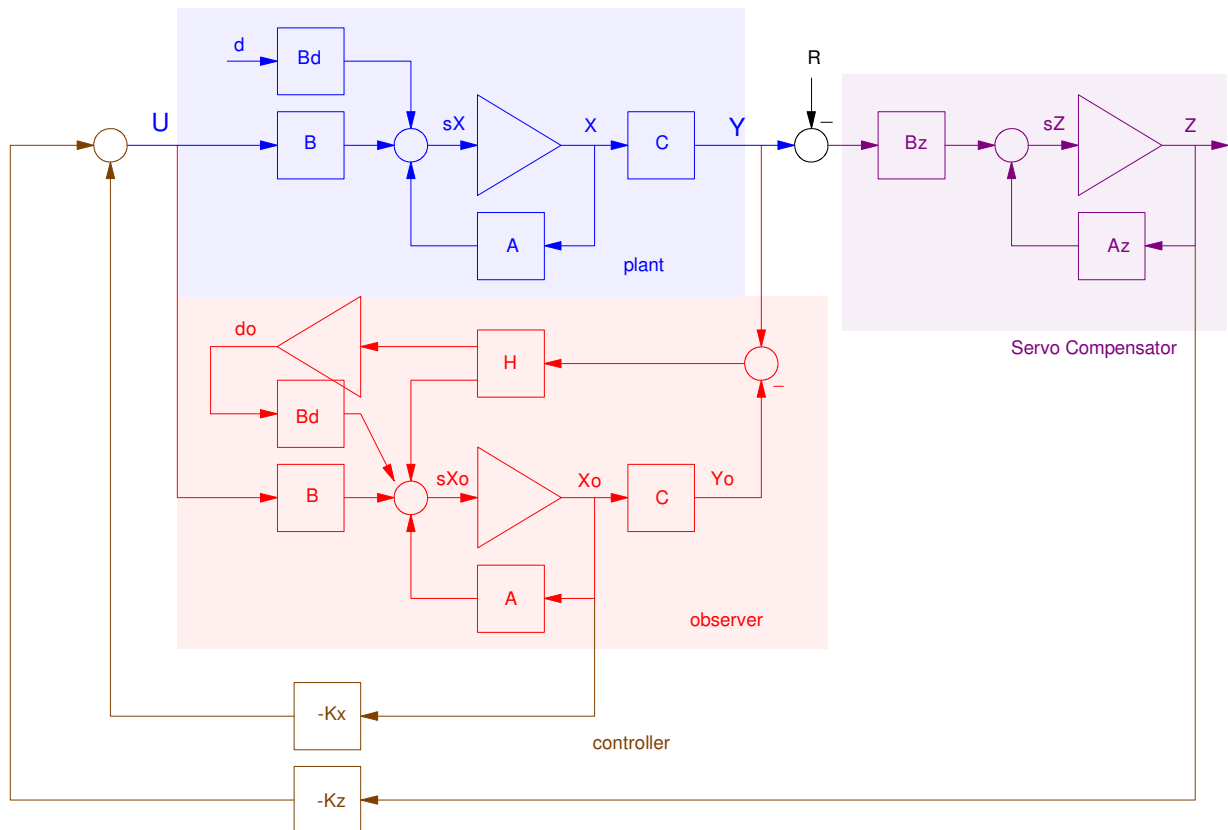 d
Bd
R
U
B
sX
X
C
Y
–
Bz
sZ
Z
A
plant
Az
do
H
Servo Compensator
–
Bd
B
sXo
Xo
C
Yo
A
observer
-Kx
controller
-Kz